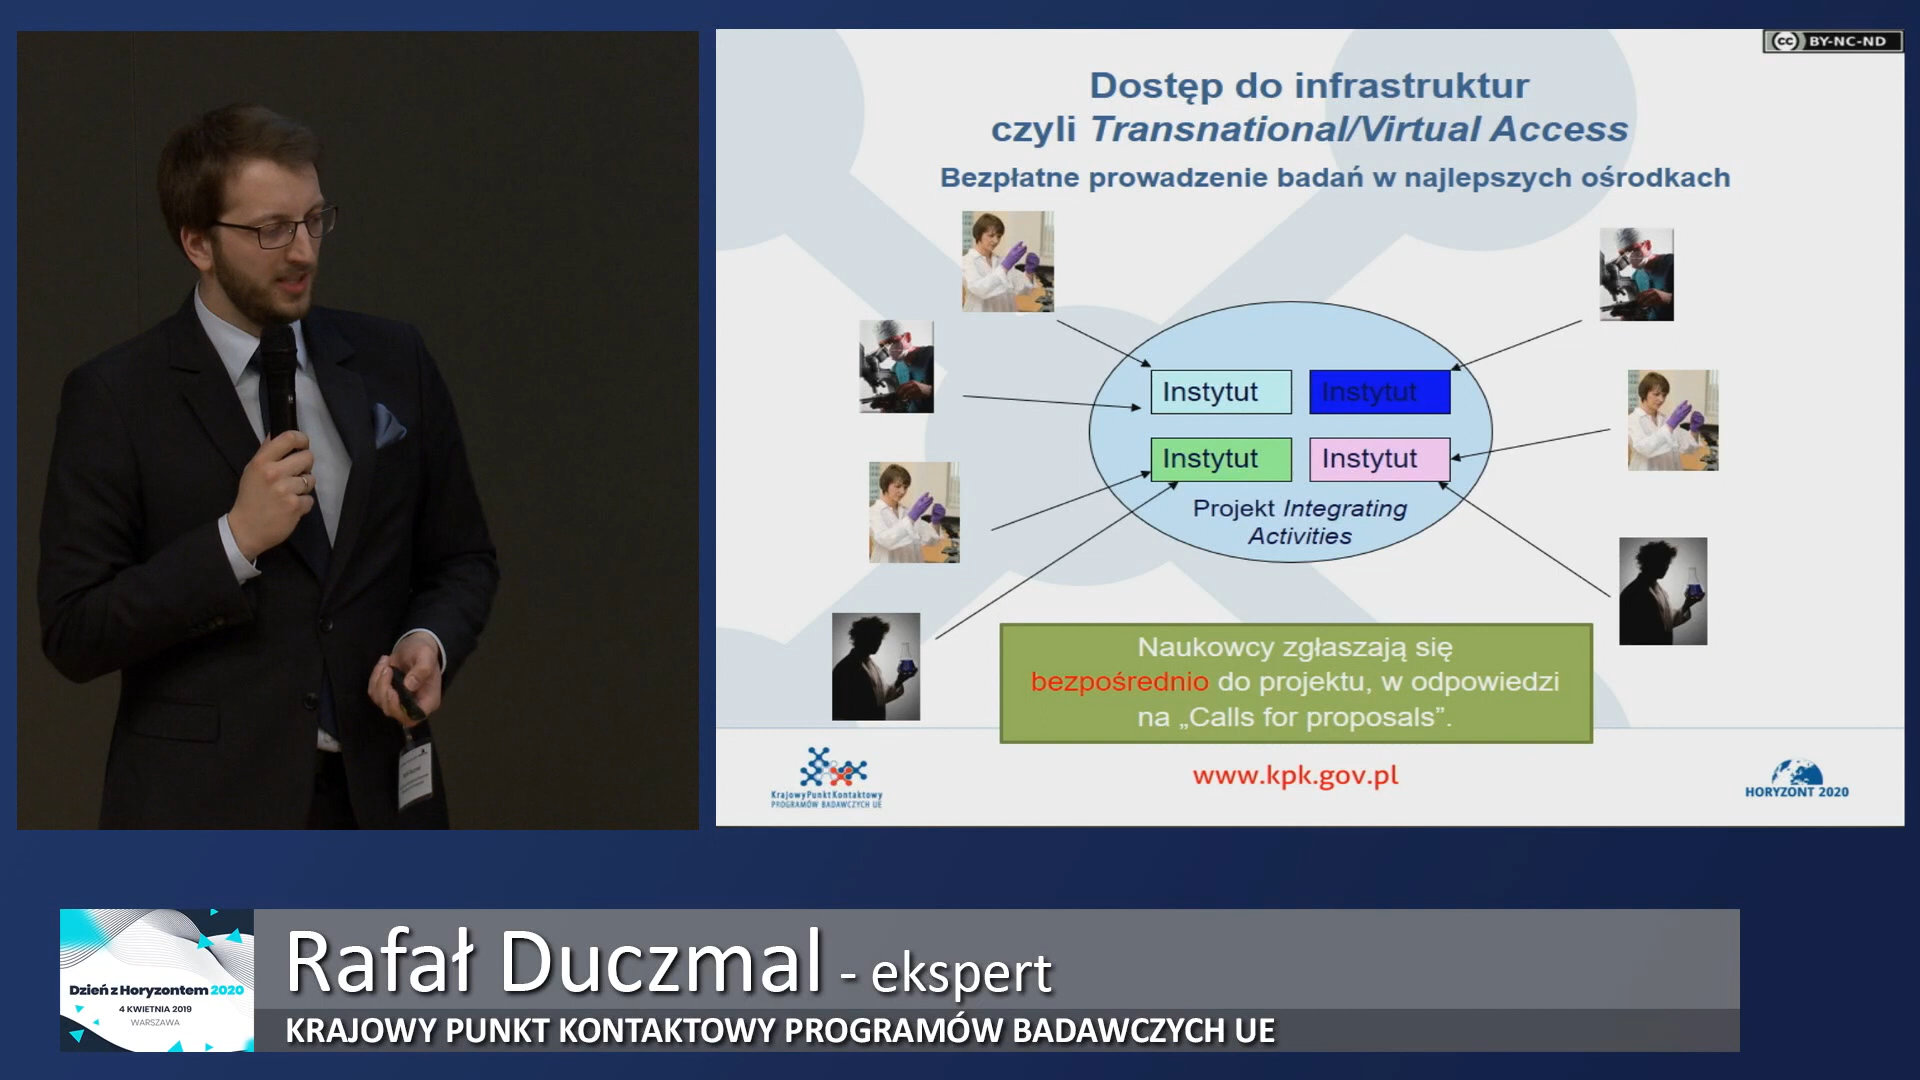 BY-NC-ND
Dostęp do infrastruktur
czyli Transnational/Virtual Access
Bezpłatne prowadzenie badań w najlepszych ośrodkach
Instytut
Instytut
Instytut
Instytut
Projekt Integrating
Activities
Naukowcy zgłaszają się
bezpośrednio do projektu, w odpowiedzi
na „Calls for proposals”.
Krajowy Punkt Kontaktowy
PROGRAMÓW BADAWCZYCH UE
www.kpk.gov.pl
HORYZONT 2020
Dzień z Horyzontem 2020
4 KWIETNIA 2019
WARSZAWA
Rafał Duczmal - ekspert
KRAJOWY PUNKT KONTAKTOWY PROGRAMÓW BADAWCZYCH UE